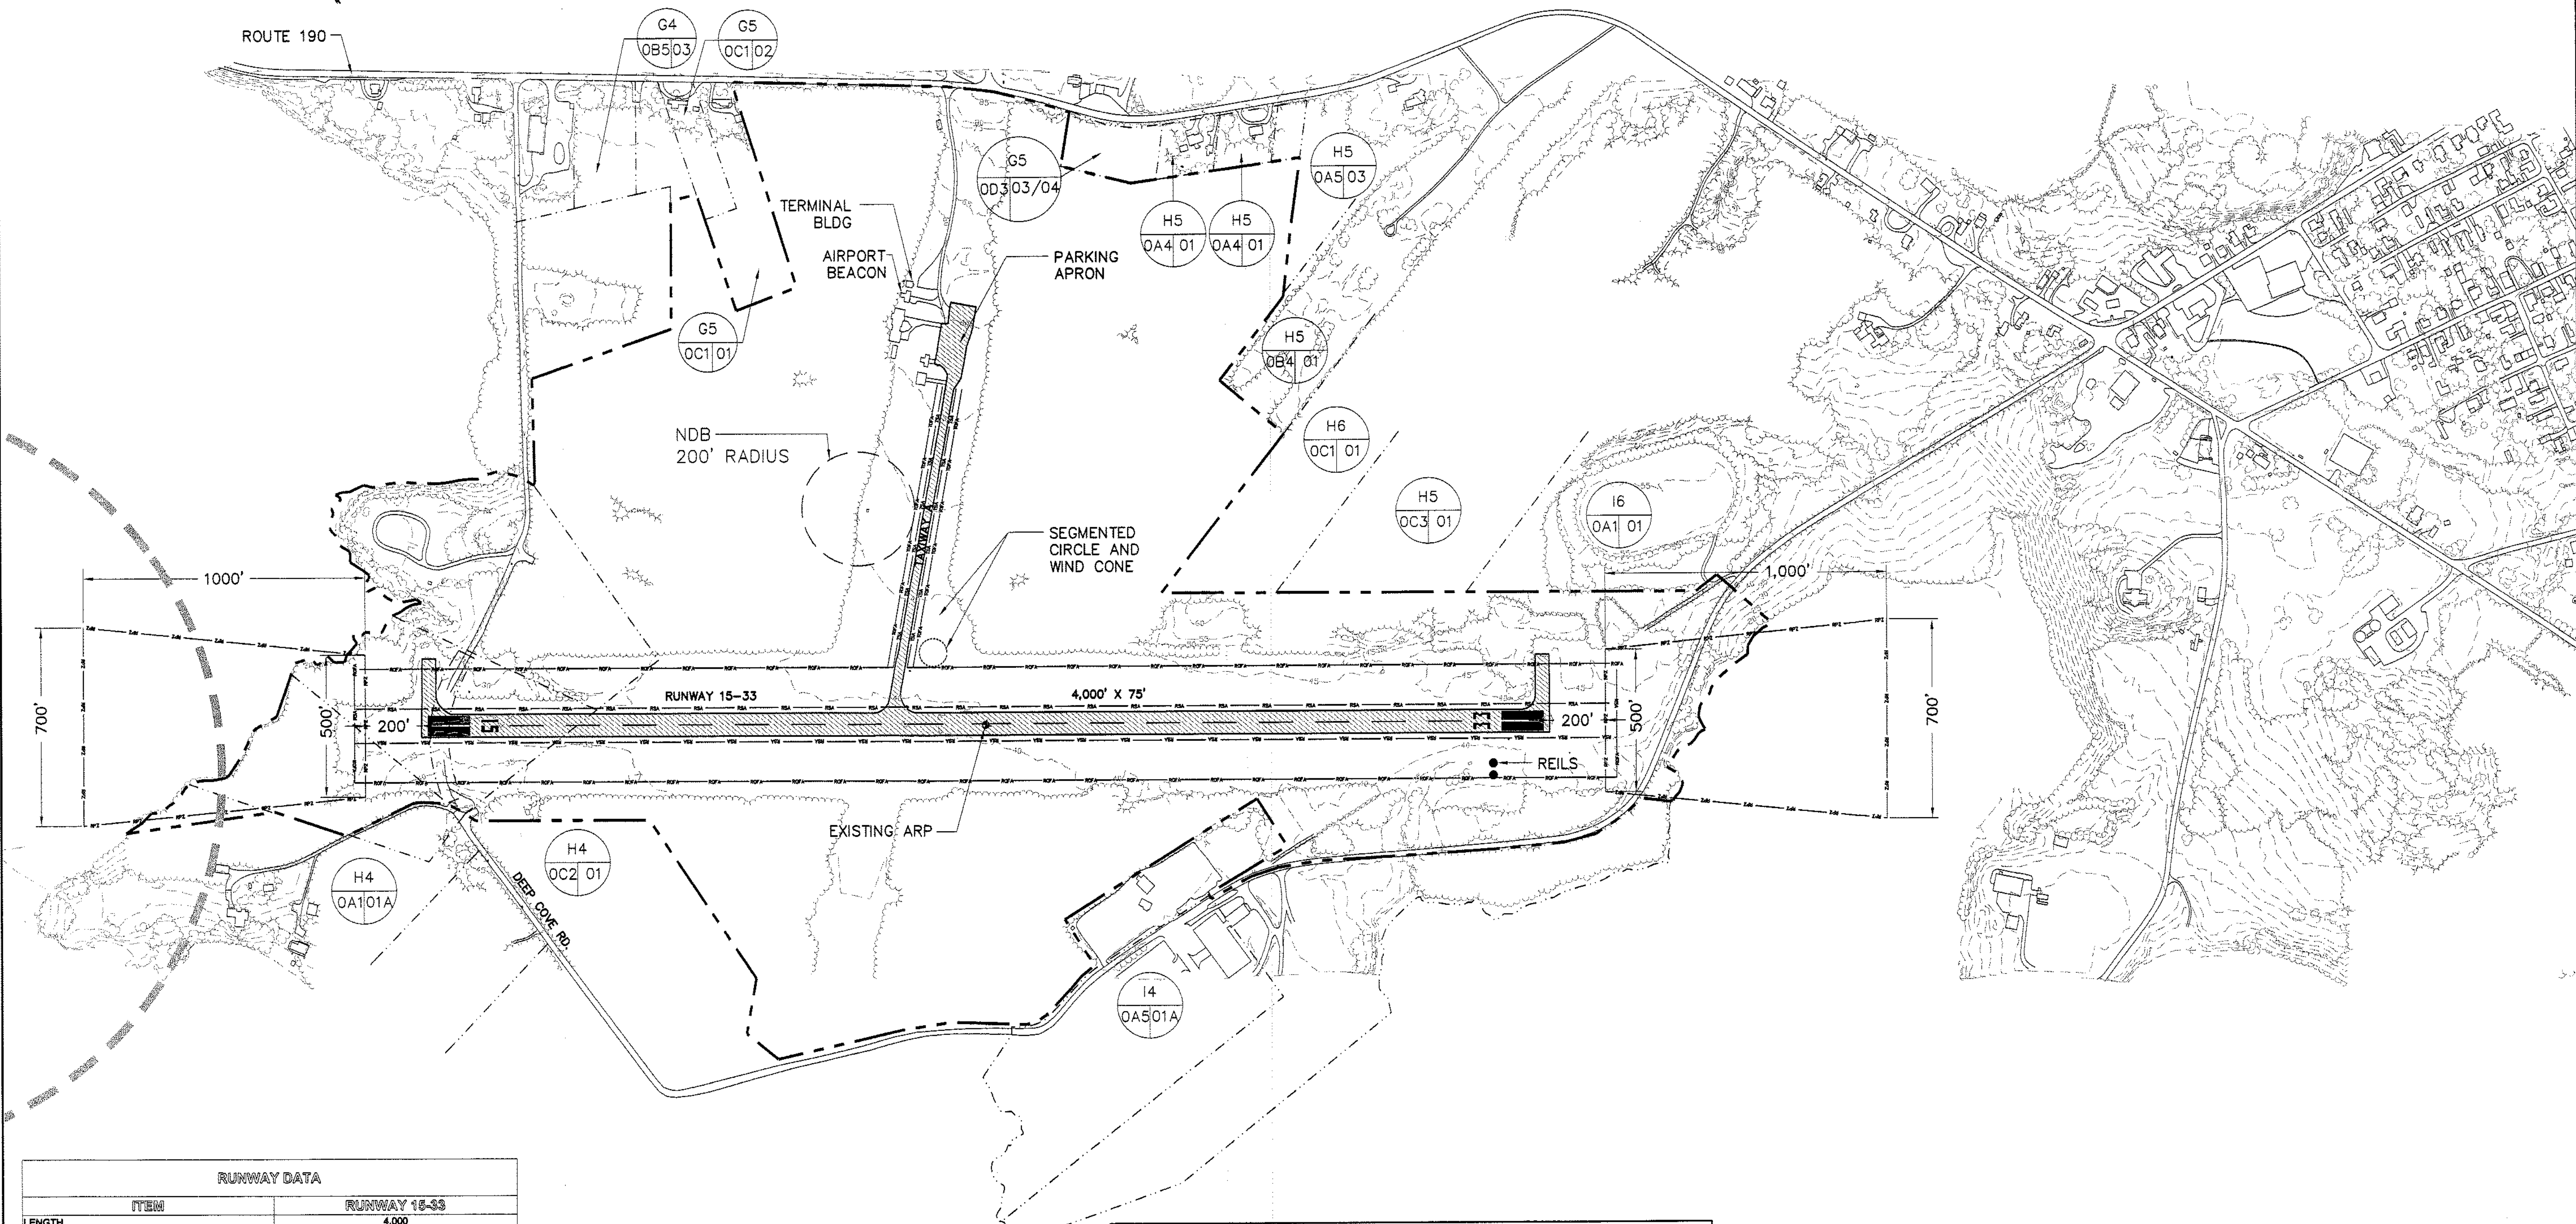 ROUTE 190
G4
0B5 03
G5
0C1 02
G5
0D3 03/04
H5
0A5 03
H5
0A4 01
H5
0A4 01
TERMINAL
BLDG
AIRPORT
BEACON
PARKING
APRON
G5
0C1 01
H5
0B4 01
NDB
200' RADIUS
H6
0C1 01
H5
0C3 01
I6
0A1 01
TAXIWAY A
SEGMENTED
CIRCLE AND
WIND CONE
1000'
1,000'
700'
500'
200'
RUNWAY 15-33
4,000' X 75'
15
33
200'
500'
700'
REILS
EXISTING ARP
H4
0A1 01A
H4
0C2 01
DEEP COVE RD.
I4
0A5 01A
RUNWAY DATA
ITEM
RUNWAY 15-33
LENGTH
4,000